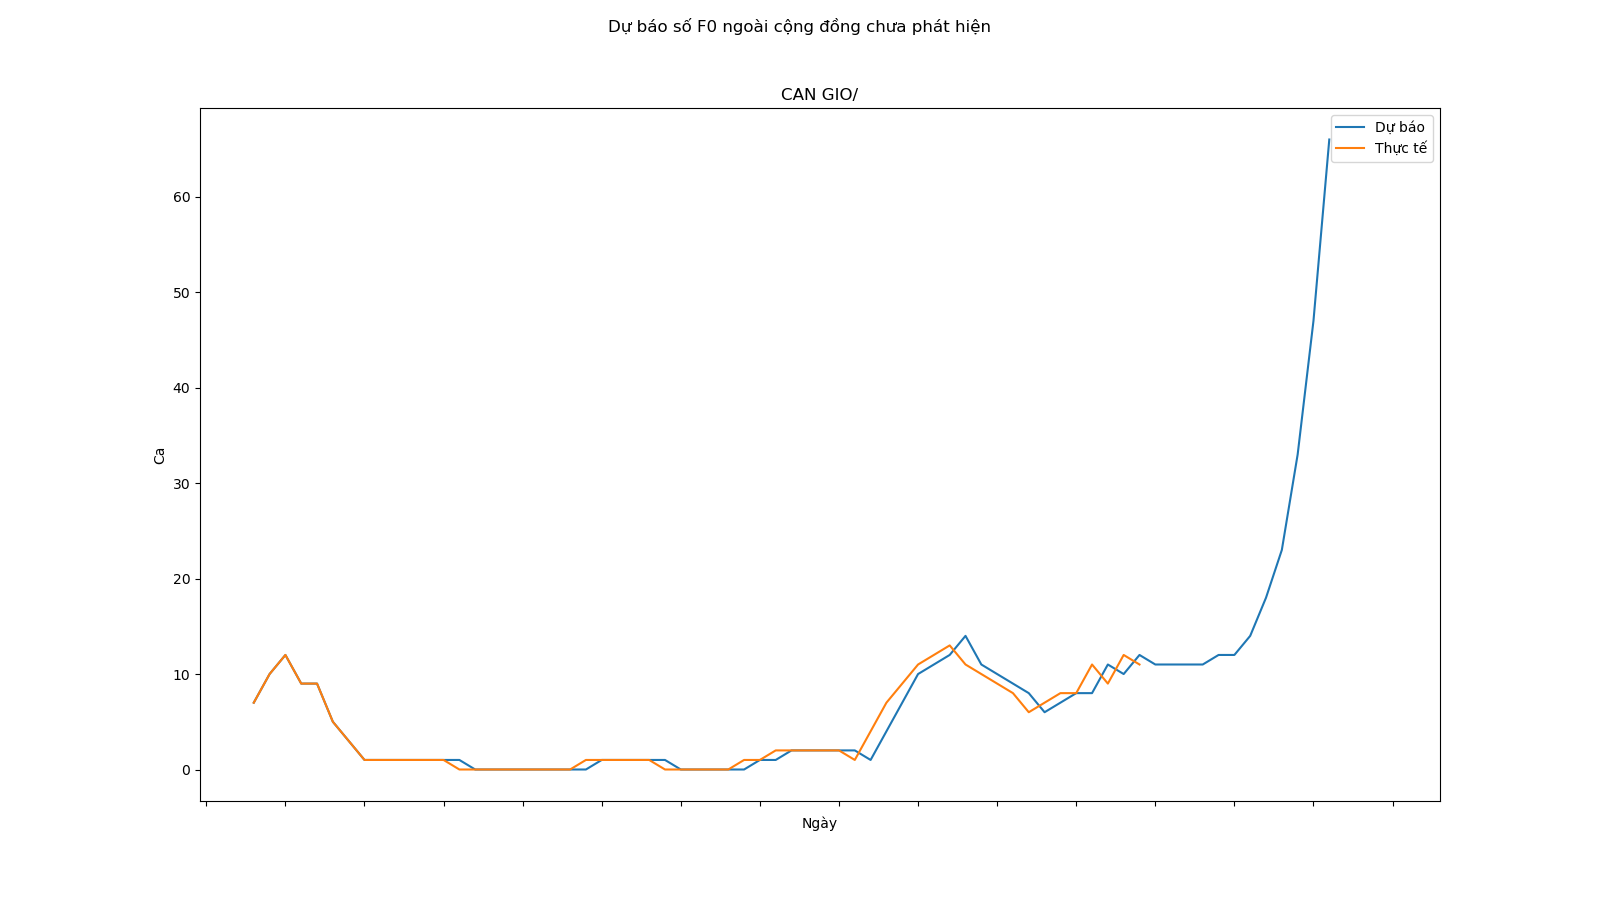 Dự báo số F0 ngoài cộng đồng chưa phát hiện
CAN GIO/
Dự báo
Thực tế
60
50
40
30
20
10
0
Ca
Ngày